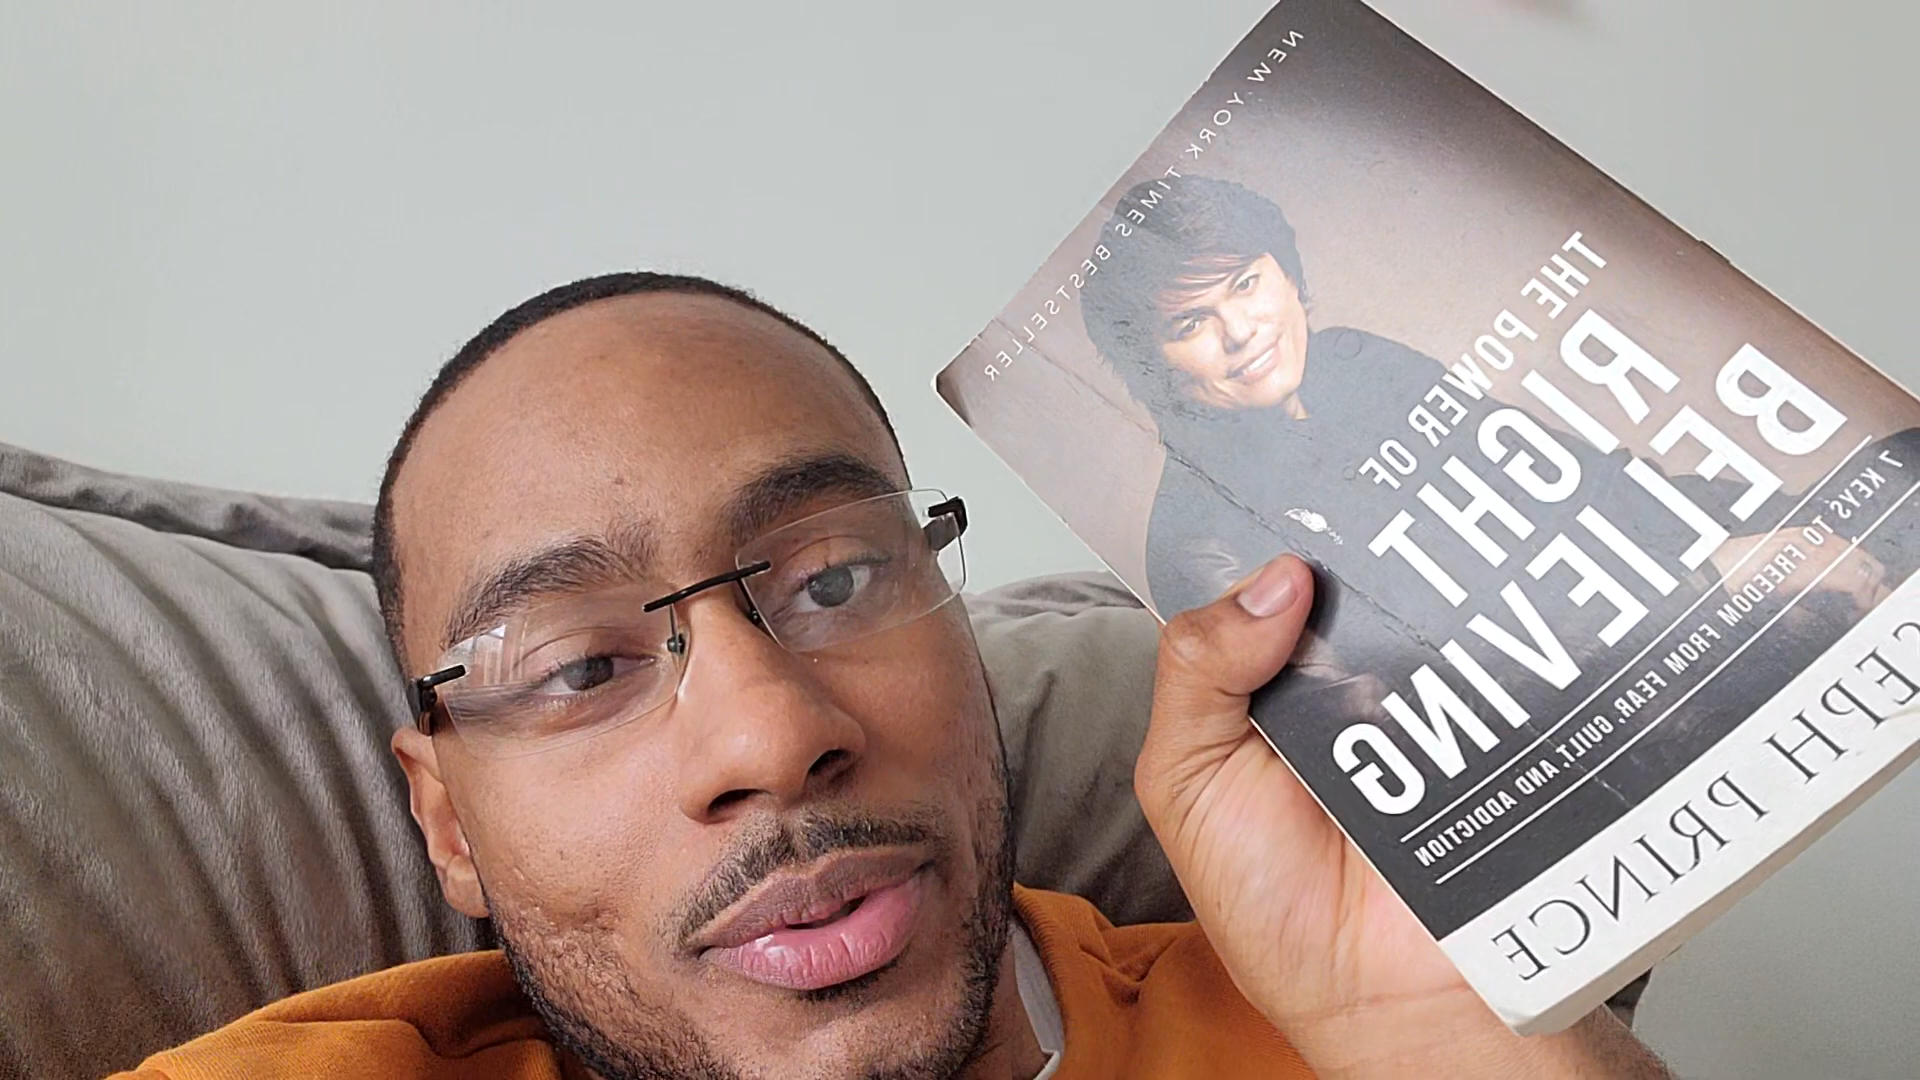 NEW YORK TIMES BESTSELLER
THE POWER OF
RIGHT
BELIEVING
7 KEYS TO FREEDOM FROM FEAR, GUILT, AND ADDICTION
SEPH PRINCE